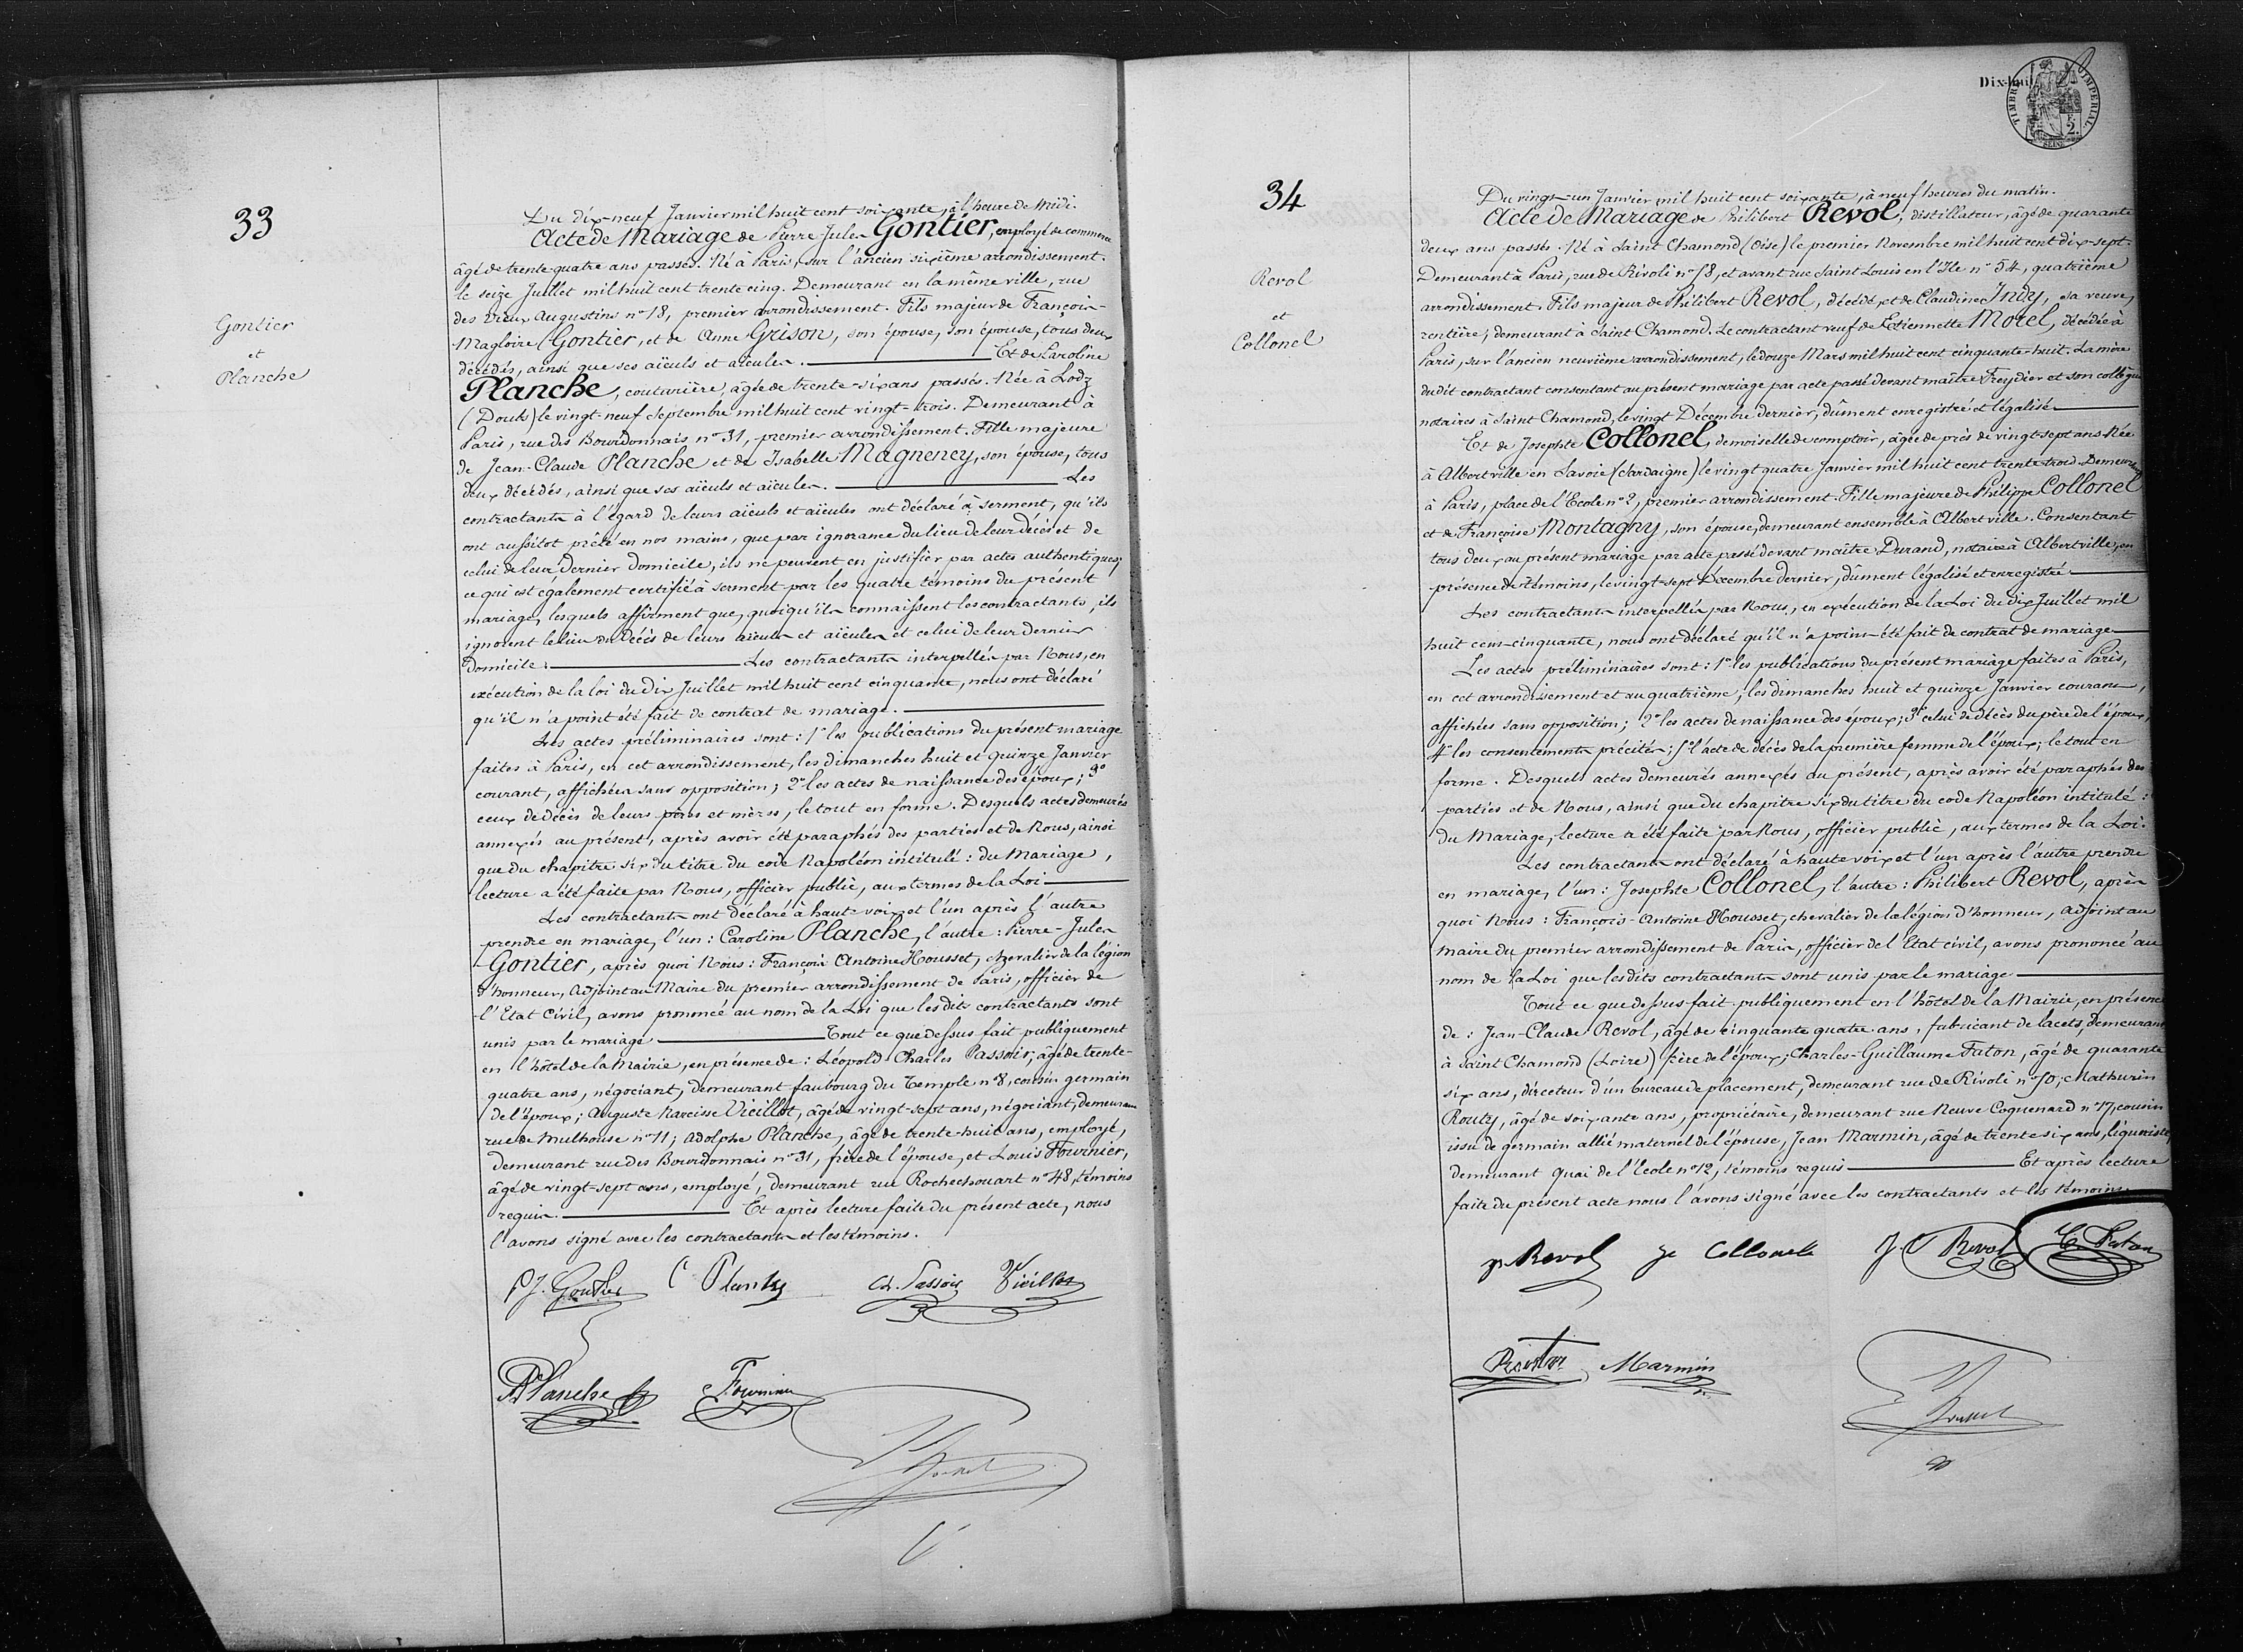 33
Gontier
et
Planche
Du dix-neuf Janvier mil huit cent soixante, à l'heure de Midi.
Acte de Mariage de Pierre-Jules Gontier, employé de commerce
âgé de trente quatre ans passés. Né à Paris, sur l'ancien sixième arrondissement.
le seize Juillet mil huit cent trente cinq. Demeurant en la même ville, rue
des Vieux Augustins n° 18, premier arrondissement. Fils majeur de François-
Magloire Gontier, et de Anne Grison, son épouse, son épouse, tous deux
décédés, ainsi que ses aïeuls et aïeules. Et de Caroline
Planche, couturière, âgée de trente-six ans passés. Née à Lodz
(Doubs) le vingt-neuf Septembre mil huit cent vingt-trois. Demeurant à
Paris, rue des Bourdonnais n° 31, premier arrondissement. Fille majeure
de Jean-Claude Planche et de Isabelle Magnency, son épouse, tous
deux décédés, ainsi que ses aïeuls et aïeules. Les
contractants à l'égard de leurs aïeuls et aïeules ont déclaré à serment, qu'ils
ont aussitot prêté en nos mains, que par ignorance du lieu de leur décès et de
celui de leur dernier domicile, ils ne peuvent en justifier par actes authentiques,
ce qui est également certifié à serment par les quatre témoins du présent
mariage, lesquels affirment que, quoiqu'ils connaissent les contractants, ils
ignorent le lieu du décès de leurs aïeuls et aïeules et celui de leur dernier
domicile. Les contractants interpellés par Nous, en
exécution de la loi du dix Juillet mil huit cent cinquante, nous ont déclaré
qu'il n'a point été fait de contrat de mariage.
Les actes préliminaires sont: 1° les publications du présent mariage
faites à Paris, en cet arrondissement, les dimanches huit et quinze Janvier
courant, affichées sans opposition; 2° les actes de naissance des époux; 3°
ceux de décès de leurs pères et mères, le tout en forme. Desquels actes demeurés
annexés au présent, après avoir été paraphés des parties et de Nous, ainsi
que du chapitre six du titre du code Napoléon intitulé: du Mariage,
lecture a été faite par Nous, officier public, aux termes de la Loi
Les contractants ont déclaré à haute voix et l'un après l'autre
prendre en mariage, l'un: Caroline Planche, l'autre: Pierre-Jules
Gontier, après quoi Nous: François Antoine Housset, chevalier de la légion
d'honneur, Adjoint au Maire du premier arrondissement de Paris, officier de
l'Etat Civil, avons prononcé au nom de la Loi que les dits contractants sont
unis par le mariage Tout ce que dessus fait publiquement
en l'hôtel de la Mairie, en présence de: Léopold-Charles Passoir, âgé de trente-
quatre ans, négociant, demeurant faubourg du Temple n° 8, cousin germain
de l'époux; Auguste Narcisse Vieillot, âgé de vingt-sept ans, négociant, demeurant
rue de Mulhouse n° 11; Adolphe Planche, âgé de trente-huit ans, employé,
demeurant rue des Bourdonnais n° 31, frère de l'épouse, et Louis Fournier,
âgé de vingt-sept ans, employé, demeurant rue Rochechouart n° 48, témoins
requis. Et après lecture faite du présent acte, nous
l'avons signé avec les contractants et les témoins.
P J. Gontier C Planche Ch. Passoir Vieillot
A Planche Fournier
Housset
Dix-huit
TIMBRE IMPERIAL
2.
34
Revol
et
Collonel
Du vingt-un Janvier mil huit cent soixante, à neuf heures du matin.
Acte de Mariage de Philibert Revol, distillateur, âgé de quarante
deux ans passés. Né à Saint Chamond (Oise) le premier Novembre mil huit cent dix-sept.
Demeurant à Paris, rue de Rivoli n° 18, et avant rue Saint Louis en l'Ile n° 54, quatrième
arrondissement. Fils majeur de Philibert Revol, décédé, et de Claudine Indy, sa veuve,
rentière, demeurant à Saint Chamond. Le contractant veuf de Etiennette Morel, décédée à
Paris, sur l'ancien neuvième arrondissement, le douze Mars mil huit cent cinquante-huit. La mère
du dit contractant consentant au présent mariage par acte passé devant maître Freydier et son collègue
notaires à Saint Chamond, le vingt Décembre dernier, dûment enregistré et légalisé
Et de Josephte Collonel, demoiselle de comptoir, âgée de près de vingt-sept ans. Née
à Albertville en Savoie (Sardaigne) le vingt quatre Janvier mil huit cent trente-trois. Demeurant
à Paris, place de l'Ecole n° 2, premier arrondissement. Fille majeure de Philippe Collonel
et de Françoise Montagny, son épouse, demeurant ensemble à Albertville. Consentant
tous deux au présent mariage par acte passé devant maître Durand, notaire à Albertville, en
présence de témoins, le vingt-sept Décembre dernier, dûment légalisé et enregistré
Les contractants interpellés par Nous, en exécution de la Loi du dix Juillet mil
huit cent cinquante, nous ont déclaré qu'il n'a point été fait de contrat de mariage
Les actes préliminaires sont: 1° les publications du présent mariage faites à Paris,
en cet arrondissement et au quatrième, les dimanches huit et quinze Janvier courant,
affichées sans opposition; 2° les actes de naissance des époux; 3° celui de décès du père de l'époux,
4° les consentements précités; 5° l'acte de décès de la première femme de l'époux; le tout en
forme. Desquels actes demeurés annexés au présent, après avoir été paraphés des
parties et de Nous, ainsi que du chapitre six du titre du code Napoléon intitulé:
du Mariage, lecture a été faite par Nous, officier public, aux termes de la Loi.
Les contractants ont déclaré à haute voix et l'un après l'autre prendre
en mariage, l'un: Josephte Collonel, l'autre: Philibert Revol, après
quoi Nous: François-Antoine Housset, chevalier de la légion d'honneur, Adjoint au
maire du premier arrondissement de Paris, officier de l'Etat civil, avons prononcé au
nom de la Loi que les dits contractants sont unis par le mariage
Tout ce que dessus fait publiquement en l'hôtel de la Mairie, en présence
de: Jean-Claude Revol, âgé de cinquante quatre ans, fabricant de lacets, demeurant
à Saint Chamond (Loire) frère de l'époux; Charles-Guillaume Faton, âgé de quarante
six ans, directeur d'un bureau de placement, demeurant rue de Rivoli n° 50; Mathurin
Routy, âgé de soixante ans, propriétaire, demeurant rue Neuve Coquenard n° 17, cousin
issu de germain allié maternel de l'épouse, Jean Marmin, âgé de trente six ans, liquoriste,
demeurant Quai de l'Ecole n° 12, témoins requis Et après lecture
faite du présent acte nous l'avons signé avec les contractants et les témoins
p. Revol je Collonel J. C Revol C. Faton
Marmin
Housset